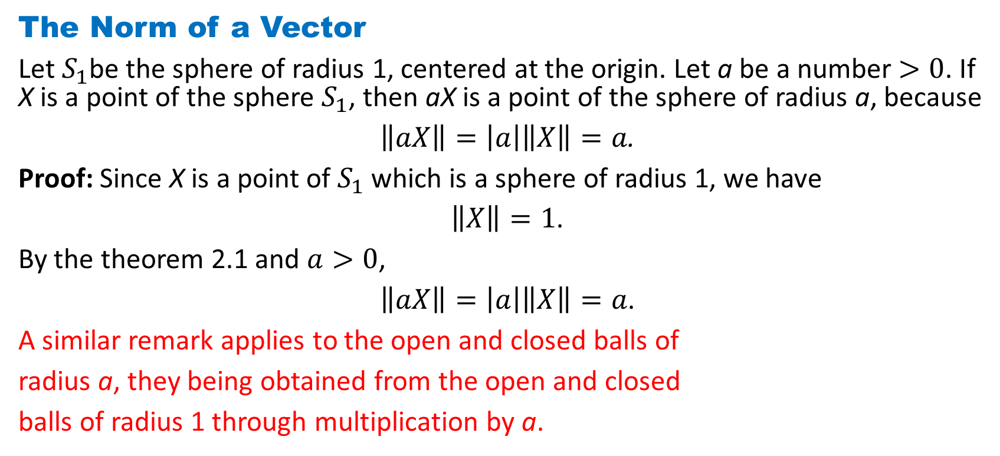 The Norm of a Vector
Let 𝑆₁be the sphere of radius 1, centered at the origin. Let a be a number > 0. If
X is a point of the sphere 𝑆₁, then aX is a point of the sphere of radius a, because
‖𝑎𝑋‖ = |𝑎|‖𝑋‖ = 𝑎.
Proof: Since X is a point of 𝑆₁ which is a sphere of radius 1, we have
‖𝑋‖ = 1.
By the theorem 2.1 and 𝑎 > 0,
‖𝑎𝑋‖ = |𝑎|‖𝑋‖ = 𝑎.
A similar remark applies to the open and closed balls of
radius a, they being obtained from the open and closed
balls of radius 1 through multiplication by a.